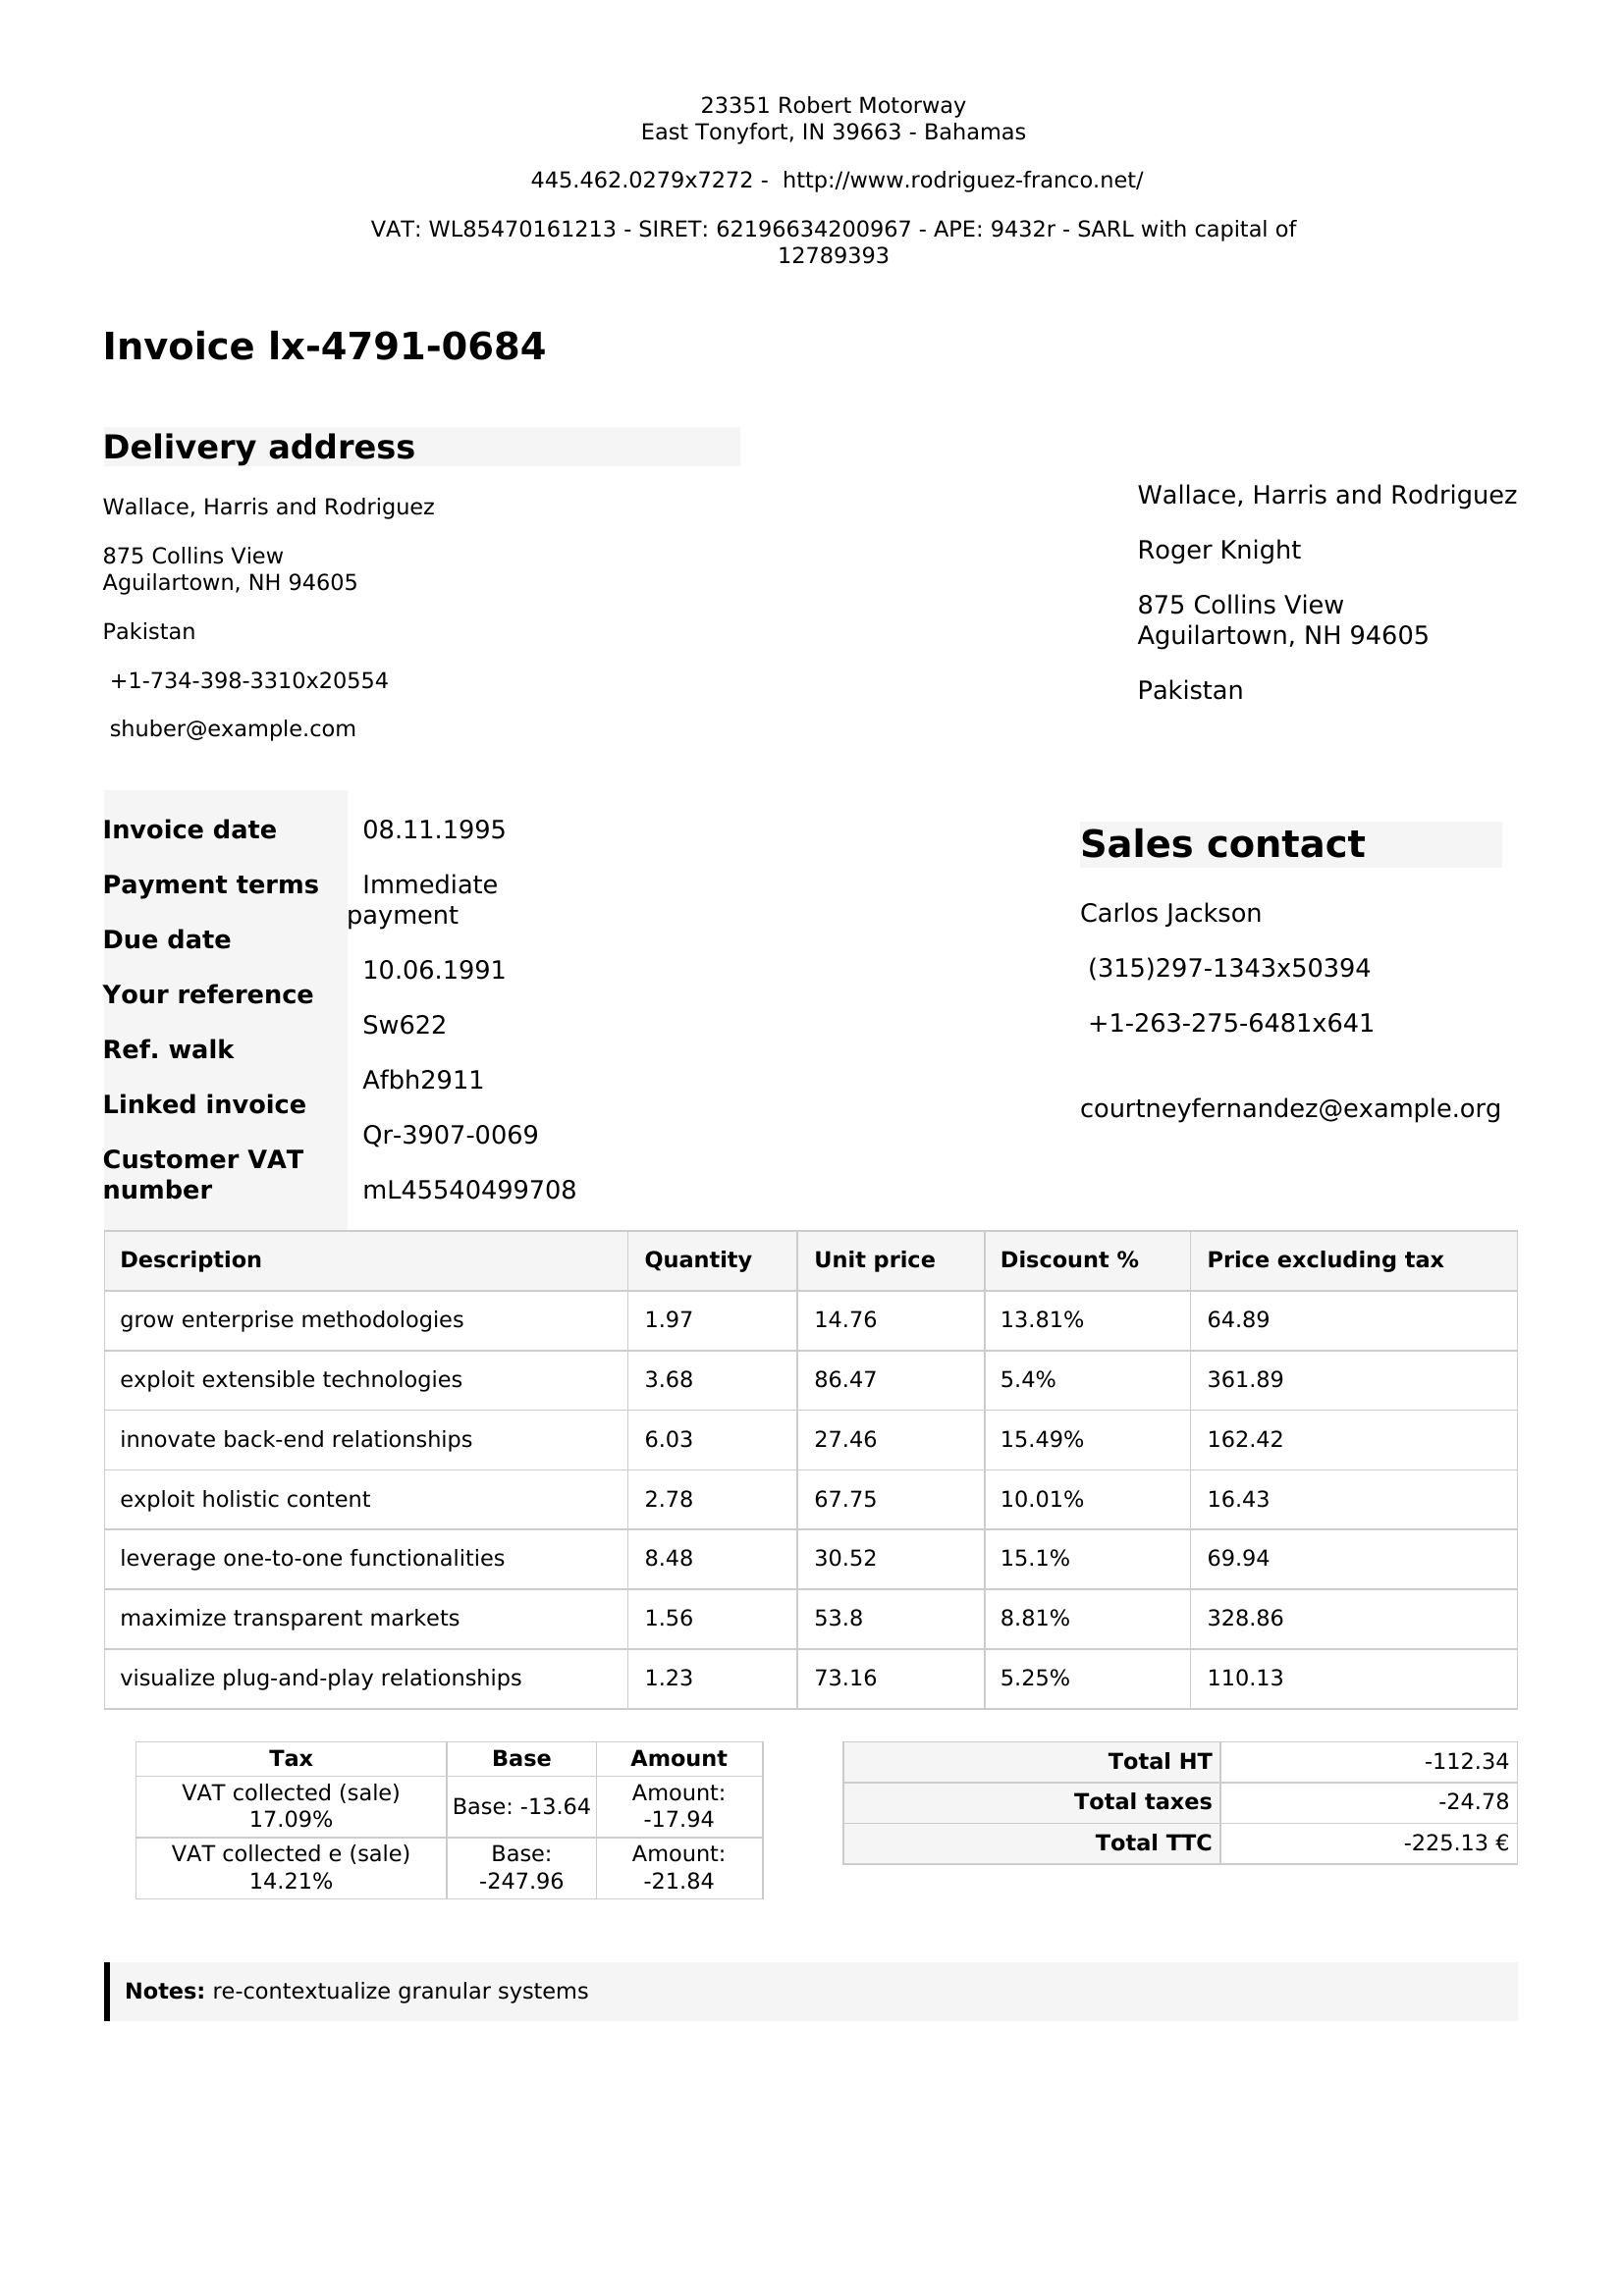 23351 Robert Motorway
East Tonyfort, IN 39663 - Bahamas
445.462.0279x7272 - http://www.rodriguez-franco.net/
VAT: WL85470161213 - SIRET: 62196634200967 - APE: 9432r - SARL with capital of
12789393
Invoice lx-4791-0684
Delivery address
Wallace, Harris and Rodriguez
875 Collins View
Aguilartown, NH 94605
Pakistan
+1-734-398-3310x20554
shuber@example.com
Wallace, Harris and Rodriguez
Roger Knight
875 Collins View
Aguilartown, NH 94605
Pakistan
Invoice date
Payment terms
Due date
Your reference
Ref. walk
Linked invoice
Customer VAT
number
08.11.1995
Immediate
payment
10.06.1991
Sw622
Afbh2911
Qr-3907-0069
mL45540499708
Sales contact
Carlos Jackson
(315)297-1343x50394
+1-263-275-6481x641
courtneyfernandez@example.org
Description Quantity Unit price Discount % Price excluding tax
grow enterprise methodologies 1.97 14.76 13.81% 64.89
exploit extensible technologies 3.68 86.47 5.4% 361.89
innovate back-end relationships 6.03 27.46 15.49% 162.42
exploit holistic content 2.78 67.75 10.01% 16.43
leverage one-to-one functionalities 8.48 30.52 15.1% 69.94
maximize transparent markets 1.56 53.8 8.81% 328.86
visualize plug-and-play relationships 1.23 73.16 5.25% 110.13
Tax Base Amount
VAT collected (sale)
17.09%
Base: -13.64
Amount:
-17.94
VAT collected e (sale)
14.21%
Base:
-247.96
Amount:
-21.84
Total HT -112.34
Total taxes -24.78
Total TTC -225.13 €
Notes: re-contextualize granular systems